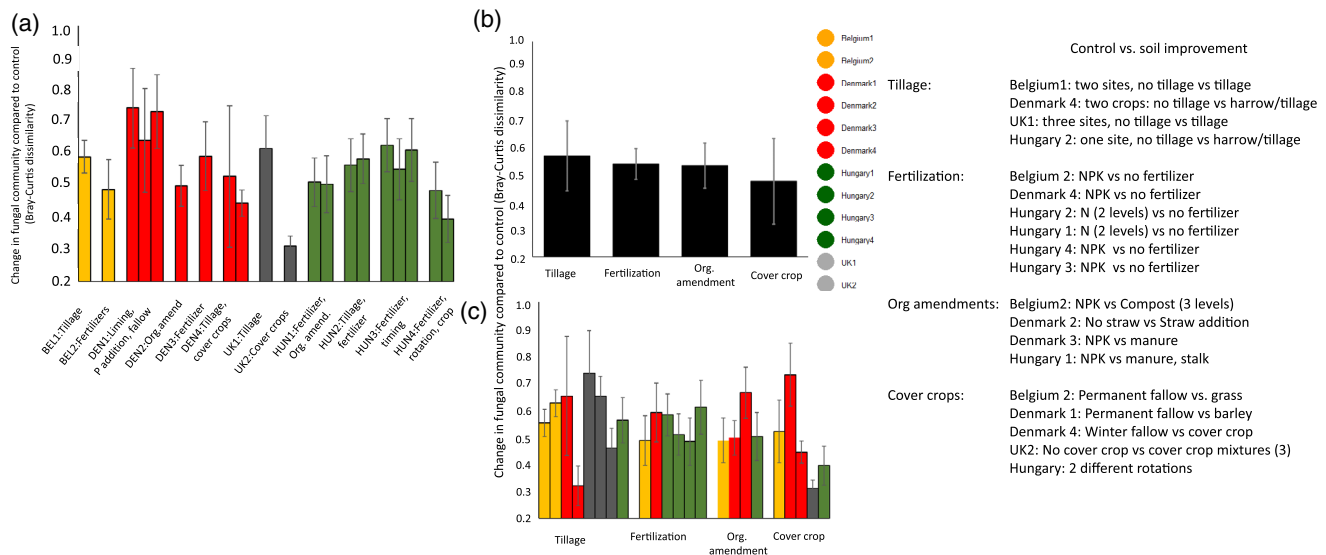 (a)
Change in fungal community compared to control
(Bray-Curtis dissimilarity)
1.0
0.9
0.8
0.7
0.6
0.5
0.4
0.3
0.2
BEL1:Tillage
BEL2:Fertilizers
DEN1:Liming,
P addition, fallow
DEN2:Org.amend
DEN3:Fertilizer
DEN4:Tillage,
cover crops
UK1:Tillage
UK2:Cover crops
HUN1:Fertilizer,
Org. amend.
HUN2:Tillage,
fertilizer
HUN3:Fertilizer,
timing
HUN4:Fertilizer,
rotation, crop
(b)
Change in fungal community compared to control (Bray-Curtis dissimilarity)
1.0
0.9
0.8
0.7
0.6
0.5
0.4
0.3
0.2
Tillage
Fertilization
Org.
amendment
Cover crop
Belgium1
Belgium2
Denmark1
Denmark2
Denmark3
Denmark4
Hungary1
Hungary2
Hungary3
Hungary4
UK1
UK2
(c)
1.0
0.9
0.8
0.7
0.6
0.5
0.4
0.3
0.2
Tillage
Fertilization
Org.
amendment
Cover crop
Control vs. soil improvement
Tillage: Belgium1: two sites, no tillage vs tillage
Denmark 4: two crops: no tillage vs harrow/tillage
UK1: three sites, no tillage vs tillage
Hungary 2: one site, no tillage vs harrow/tillage
Fertilization: Belgium 2: NPK vs no fertilizer
Denmark 4: NPK vs no fertilizer
Hungary 2: N (2 levels) vs no fertilizer
Hungary 1: N (2 levels) vs no fertilizer
Hungary 4: NPK vs no fertilizer
Hungary 3: NPK vs no fertilizer
Org amendments: Belgium2: NPK vs Compost (3 levels)
Denmark 2: No straw vs Straw addition
Denmark 3: NPK vs manure
Hungary 1: NPK vs manure, stalk
Cover crops: Belgium 2: Permanent fallow vs. grass
Denmark 1: Permanent fallow vs barley
Denmark 4: Winter fallow vs cover crop
UK2: No cover crop vs cover crop mixtures (3)
Hungary: 2 different rotations